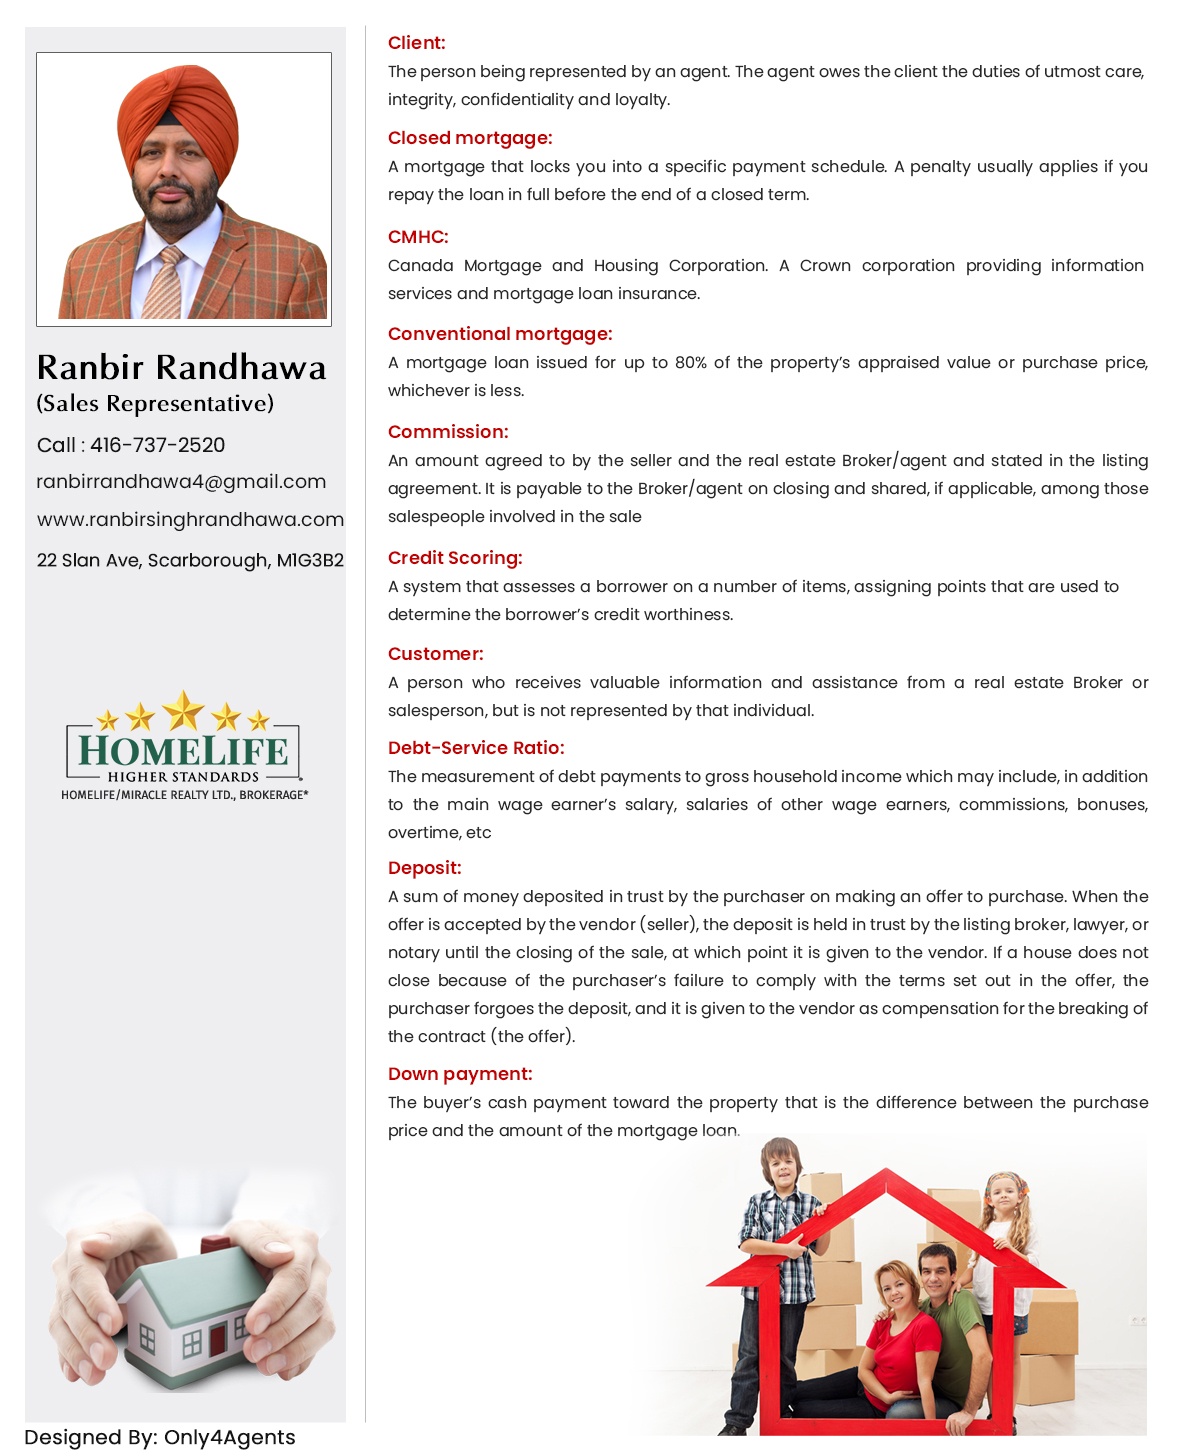 Ranbir Randhawa
(Sales Representative)
Call : 416-737-2520
ranbirrandhawa4@gmail.com
www.ranbirsinghrandhawa.com
22 Slan Ave, Scarborough, M1G3B2
HOMELIFE
HIGHER STANDARDS
HOMELIFE/MIRACLE REALTY LTD., BROKERAGE*
Client:
The person being represented by an agent. The agent owes the client the duties of utmost care,
integrity, confidentiality and loyalty.
Closed mortgage:
A mortgage that locks you into a specific payment schedule. A penalty usually applies if you
repay the loan in full before the end of a closed term.
CMHC:
Canada Mortgage and Housing Corporation. A Crown corporation providing information
services and mortgage loan insurance.
Conventional mortgage:
A mortgage loan issued for up to 80% of the property’s appraised value or purchase price,
whichever is less.
Commission:
An amount agreed to by the seller and the real estate Broker/agent and stated in the listing
agreement. It is payable to the Broker/agent on closing and shared, if applicable, among those
salespeople involved in the sale
Credit Scoring:
A system that assesses a borrower on a number of items, assigning points that are used to
determine the borrower’s credit worthiness.
Customer:
A person who receives valuable information and assistance from a real estate Broker or
salesperson, but is not represented by that individual.
Debt-Service Ratio:
The measurement of debt payments to gross household income which may include, in addition
to the main wage earner’s salary, salaries of other wage earners, commissions, bonuses,
overtime, etc
Deposit:
A sum of money deposited in trust by the purchaser on making an offer to purchase. When the
offer is accepted by the vendor (seller), the deposit is held in trust by the listing broker, lawyer, or
notary until the closing of the sale, at which point it is given to the vendor. If a house does not
close because of the purchaser’s failure to comply with the terms set out in the offer, the
purchaser forgoes the deposit, and it is given to the vendor as compensation for the breaking of
the contract (the offer).
Down payment:
The buyer’s cash payment toward the property that is the difference between the purchase
price and the amount of the mortgage loan.
Designed By: Only4Agents